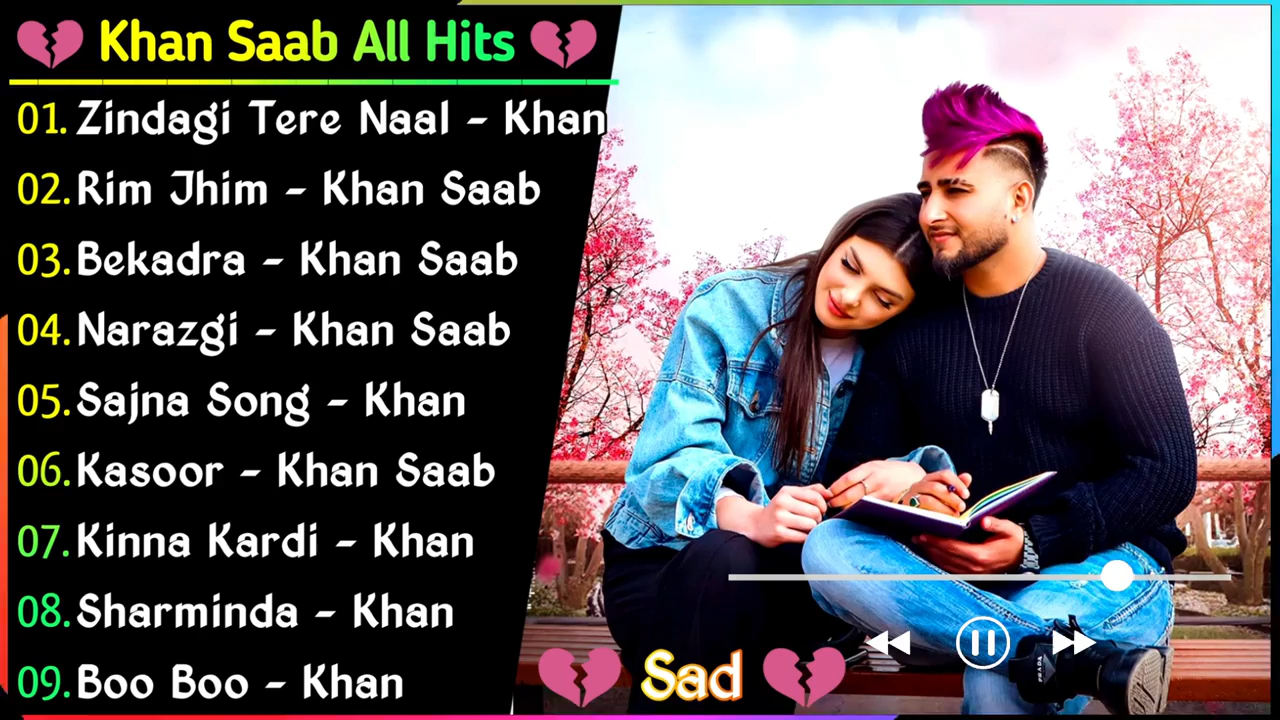 Khan Saab All Hits
01. Zindagi Tere Naal - Khan
02. Rim Jhim - Khan Saab
03. Bekadra - Khan Saab
04. Narazgi - Khan Saab
05. Sajna Song - Khan
06. Kasoor - Khan Saab
07. Kinna Kardi - Khan
08. Sharminda - Khan
09. Boo Boo - Khan
Sad
PRADA